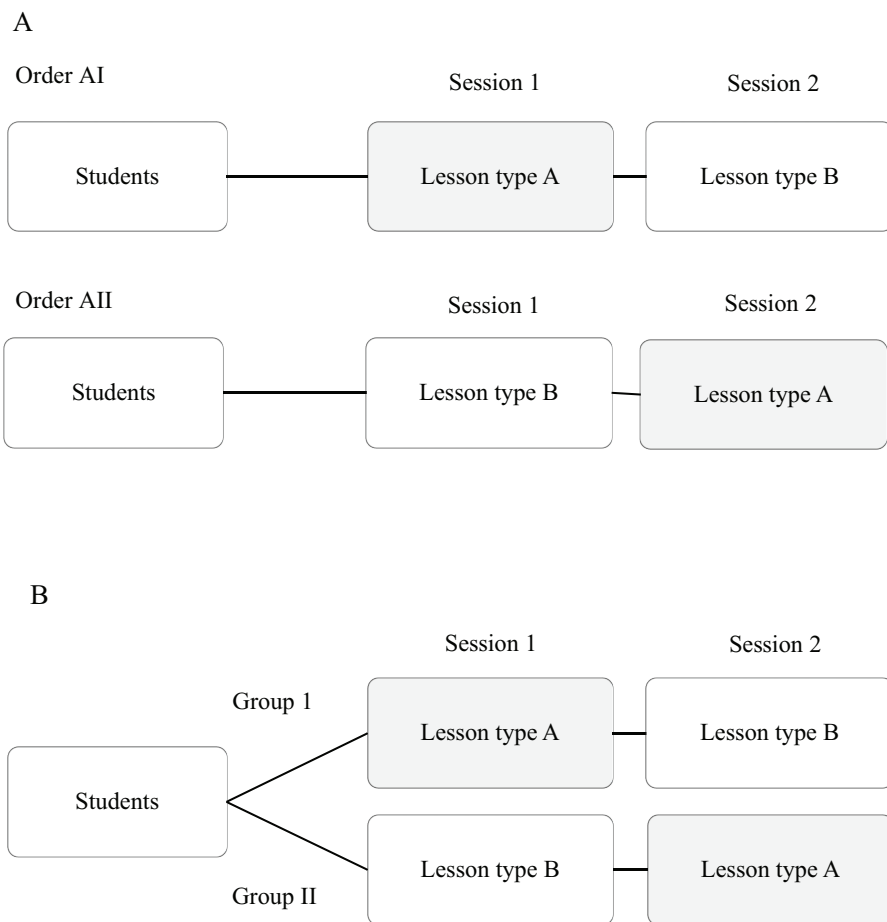 A
Order AI
Session 1
Session 2
Students
Lesson type A
Lesson type B
Order AII
Session 1
Session 2
Students
Lesson type B
Lesson type A
B
Session 1
Session 2
Group 1
Lesson type A
Lesson type B
Students
Lesson type B
Lesson type A
Group II